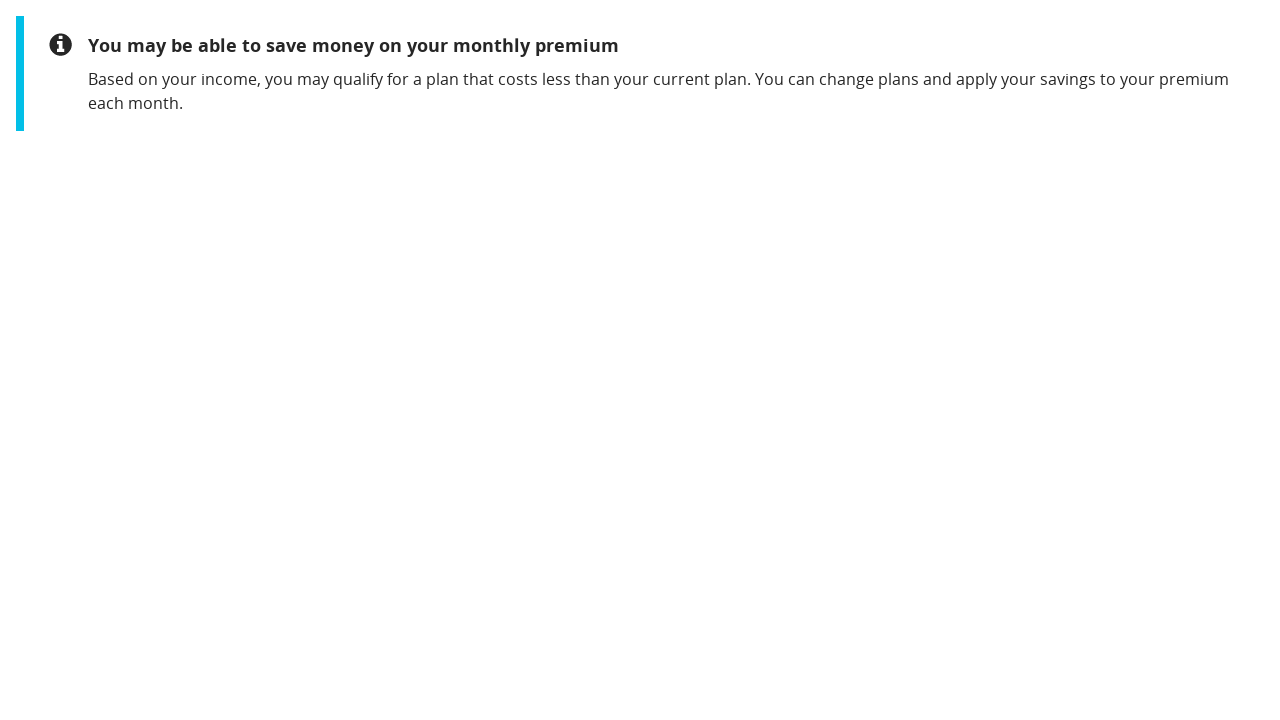 You may be able to save money on your monthly premium
Based on your income, you may qualify for a plan that costs less than your current plan. You can change plans and apply your savings to your premium
each month.